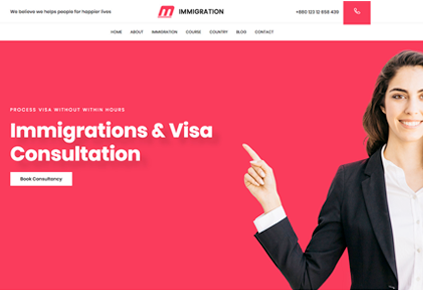 We believe we helps people for happier lives
IMMIGRATION
+880 123 12 658 439
HOME ABOUT IMMIGRATION COURSE COUNTRY BLOG CONTACT
PROCESS VISA WITHOUT WITHIN HOURS
Immigrations & Visa
Consultation
Book Consultancy